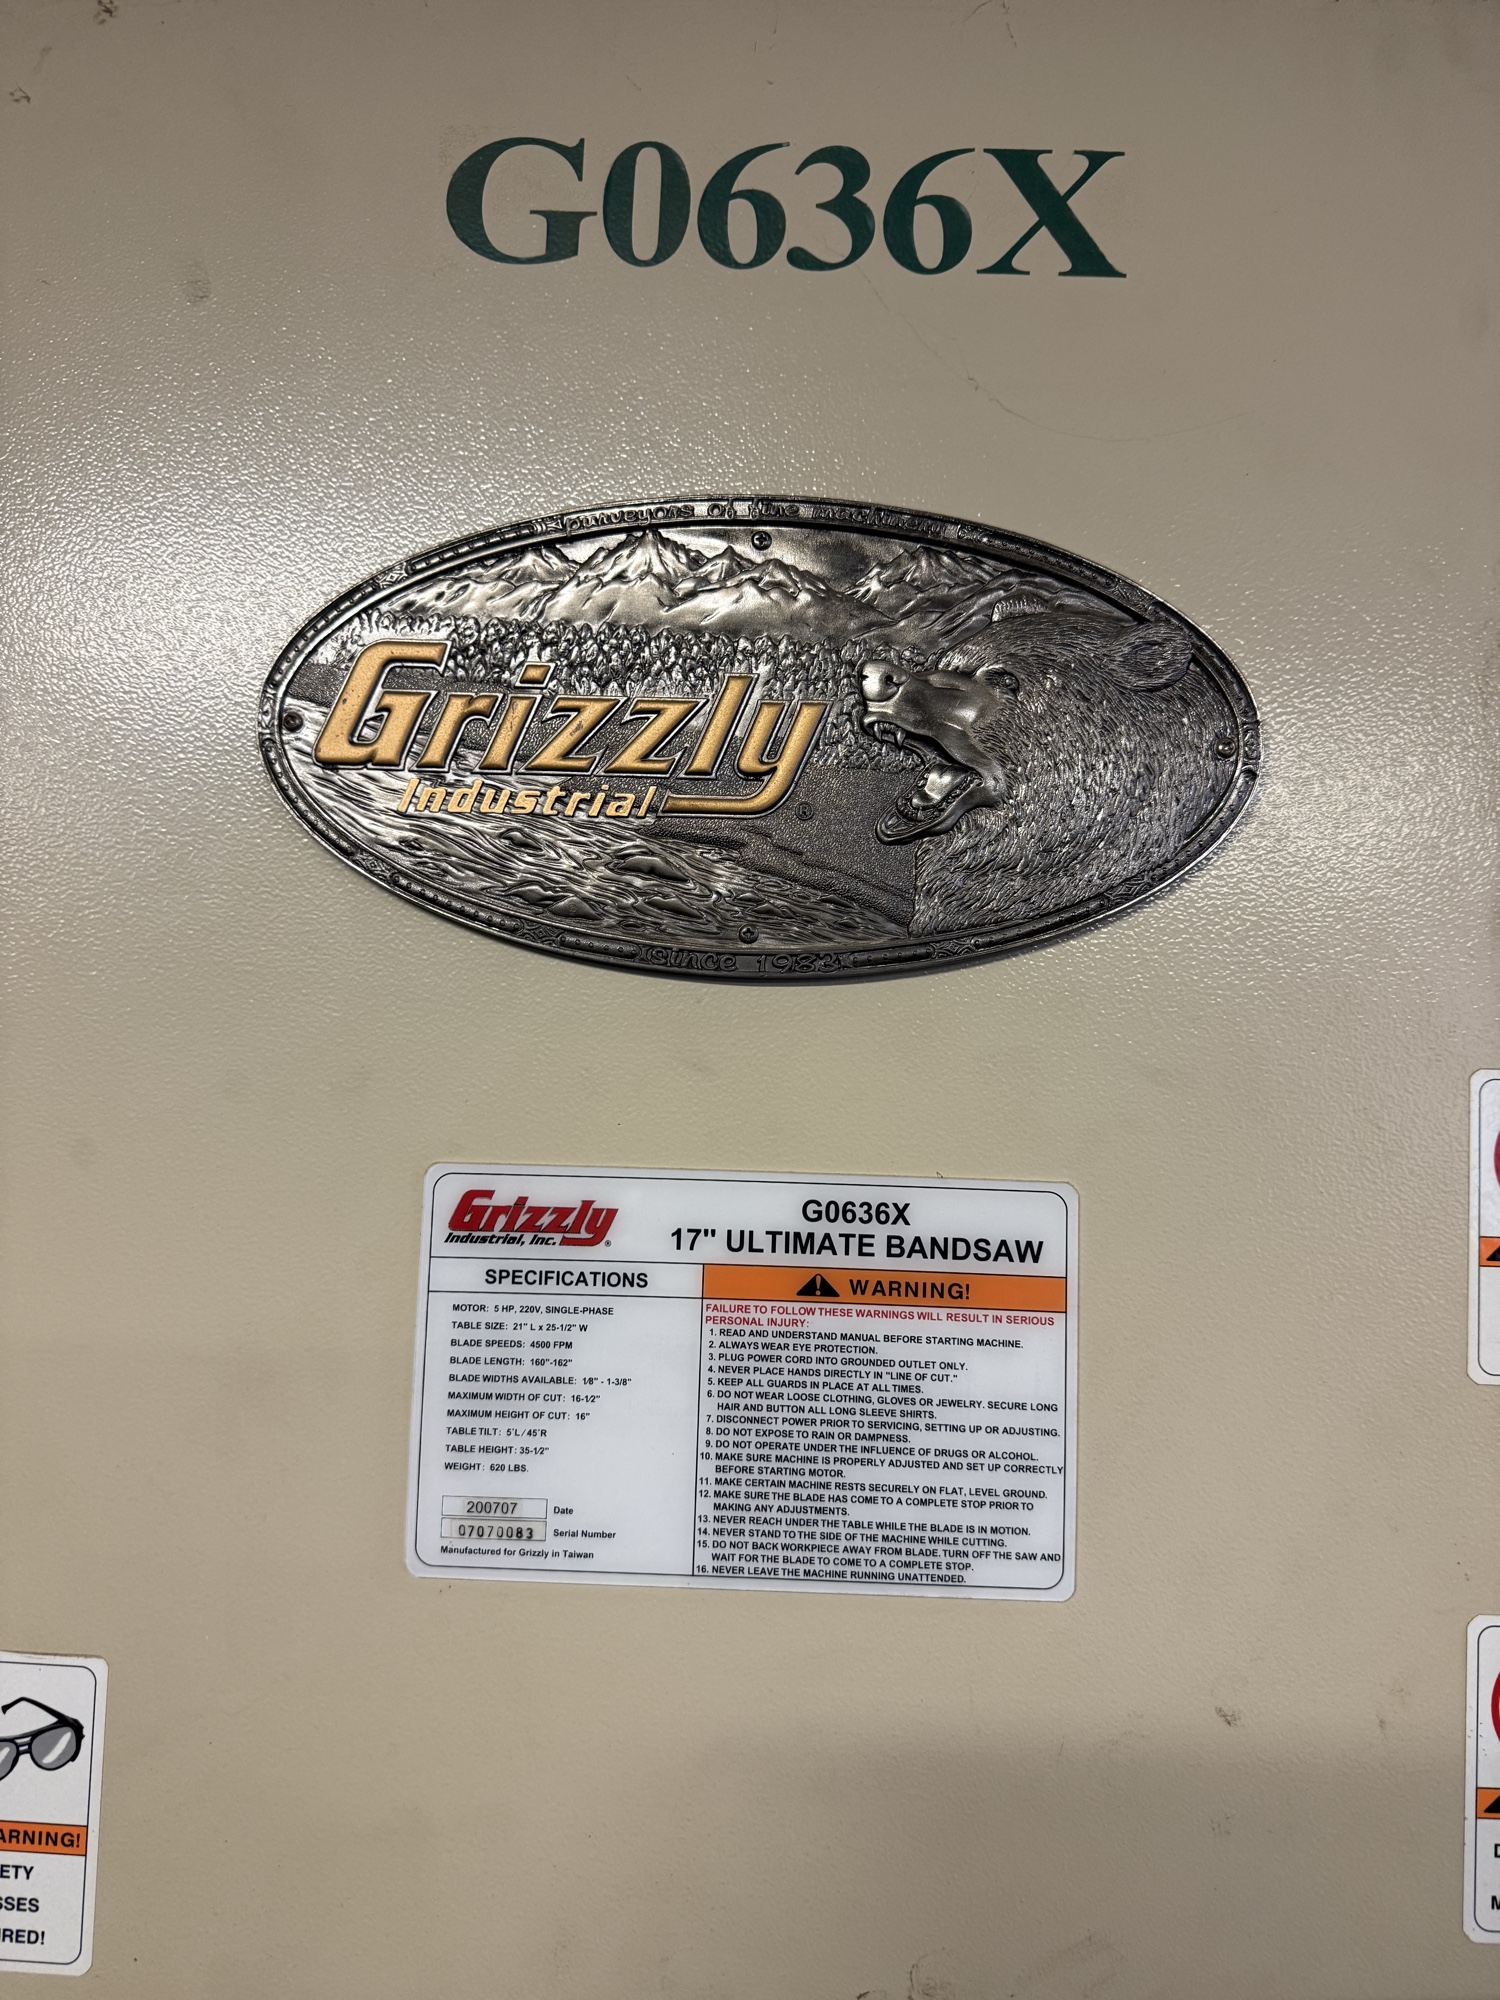 G0636X
purveyors of fine machinery
Grizzly
Industrial
®
since 1983
Grizzly
Industrial, Inc. ®
G0636X
17" ULTIMATE BANDSAW
SPECIFICATIONS
MOTOR: 5 HP, 220V, SINGLE-PHASE
TABLE SIZE: 21" L x 25-1/2" W
BLADE SPEEDS: 4500 FPM
BLADE LENGTH: 160"-162"
BLADE WIDTHS AVAILABLE: 1/8" - 1-3/8"
MAXIMUM WIDTH OF CUT: 16-1/2"
MAXIMUM HEIGHT OF CUT: 16"
TABLE TILT: 5°L / 45°R
TABLE HEIGHT: 35-1/2"
WEIGHT: 620 LBS.
200707 Date
07070083 Serial Number
Manufactured for Grizzly in Taiwan
WARNING!
FAILURE TO FOLLOW THESE WARNINGS WILL RESULT IN SERIOUS
PERSONAL INJURY:
1. READ AND UNDERSTAND MANUAL BEFORE STARTING MACHINE.
2. ALWAYS WEAR EYE PROTECTION.
3. PLUG POWER CORD INTO GROUNDED OUTLET ONLY.
4. NEVER PLACE HANDS DIRECTLY IN "LINE OF CUT."
5. KEEP ALL GUARDS IN PLACE AT ALL TIMES.
6. DO NOT WEAR LOOSE CLOTHING, GLOVES OR JEWELRY. SECURE LONG
HAIR AND BUTTON ALL LONG SLEEVE SHIRTS.
7. DISCONNECT POWER PRIOR TO SERVICING, SETTING UP OR ADJUSTING.
8. DO NOT EXPOSE TO RAIN OR DAMPNESS.
9. DO NOT OPERATE UNDER THE INFLUENCE OF DRUGS OR ALCOHOL.
10. MAKE SURE MACHINE IS PROPERLY ADJUSTED AND SET UP CORRECTLY
BEFORE STARTING MOTOR.
11. MAKE CERTAIN MACHINE RESTS SECURELY ON FLAT, LEVEL GROUND.
12. MAKE SURE THE BLADE HAS COME TO A COMPLETE STOP PRIOR TO
MAKING ANY ADJUSTMENTS.
13. NEVER REACH UNDER THE TABLE WHILE THE BLADE IS IN MOTION.
14. NEVER STAND TO THE SIDE OF THE MACHINE WHILE CUTTING.
15. DO NOT BACK WORKPIECE AWAY FROM BLADE. TURN OFF THE SAW AND
WAIT FOR THE BLADE TO COME TO A COMPLETE STOP.
16. NEVER LEAVE THE MACHINE RUNNING UNATTENDED.
ARNING!
ETY
SSES
RED!